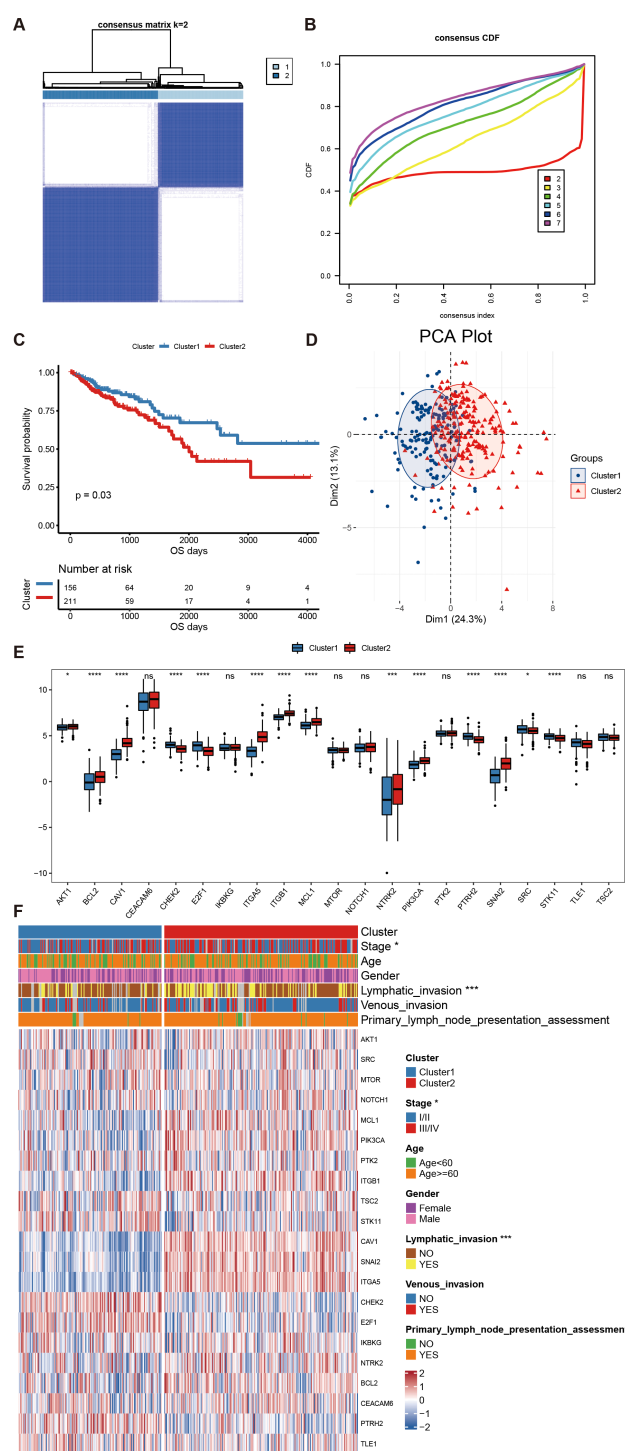 A
consensus matrix k=2
1
2
B
consensus CDF
CDF
1.0
0.8
0.6
0.4
0.2
0.0
2
3
4
5
6
7
0.0 0.2 0.4 0.6 0.8 1.0
consensus index
C
Cluster Cluster1 Cluster2
Survival probability
1.00
0.75
0.50
0.25
0.00
p = 0.03
0 1000 2000 3000 4000
OS days
Number at risk
Cluster
156 64 20 9 4
211 59 17 4 1
0 1000 2000 3000 4000
OS days
D
PCA Plot
Dim2 (13.1%)
0
−5
−4 0 4 8
Dim1 (24.3%)
Groups
Cluster1
Cluster2
E
Cluster1 Cluster2
* **** **** ns **** **** ns **** **** **** ns ns *** **** ns **** **** * **** ns ns
10
5
0
−5
−10
AKT1 BCL2 CAV1 CEACAM6 CHEK2 E2F1 IKBKG ITGA5 ITGB1 MCL1 MTOR NOTCH1 NTRK2 PIK3CA PTK2 PTRH2 SNAI2 SRC STK11 TLE1 TSC2
F
Cluster
Stage *
Age
Gender
Lymphatic_invasion ***
Venous_invasion
Primary_lymph_node_presentation_assessment
AKT1
SRC
MTOR
NOTCH1
MCL1
PIK3CA
PTK2
ITGB1
TSC2
STK11
CAV1
SNAI2
ITGA5
CHEK2
E2F1
IKBKG
NTRK2
BCL2
CEACAM6
PTRH2
TLE1
Cluster
Cluster1
Cluster2
Stage *
I/II
III/IV
Age
Age<60
Age>=60
Gender
Female
Male
Lymphatic_invasion ***
NO
YES
Venous_invasion
NO
YES
Primary_lymph_node_presentation_assessment
NO
YES
2
1
0
−1
−2